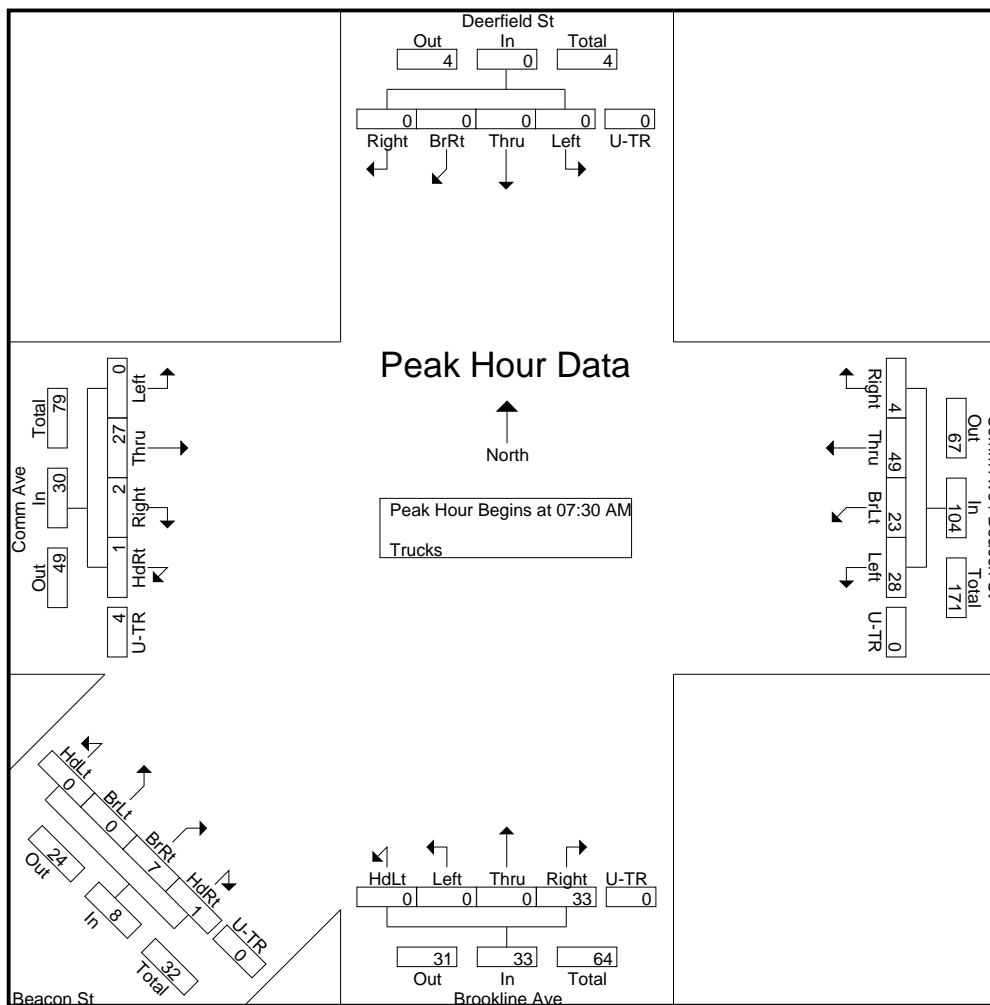 Deerfield St
Out In Total
4 0 4
0 0 0 0 0
Right BrRt Thru Left U-TR
Peak Hour Data
North
Peak Hour Begins at 07:30 AM
Trucks
Comm Ave
Total In Out
79 30 49
0 27 2 1 4
Left Thru Right HdRt U-TR
Out In Total
67 104 171
4 49 23 28 0
Right Thru BrLt Left U-TR
HdLt BrLt BrRt HdRt U-TR
0 0 7 1 0
24 8 32
Out In Total
Beacon St
HdLt Left Thru Right U-TR
0 0 0 33 0
31 33 64
Out In Total
Brookline Ave